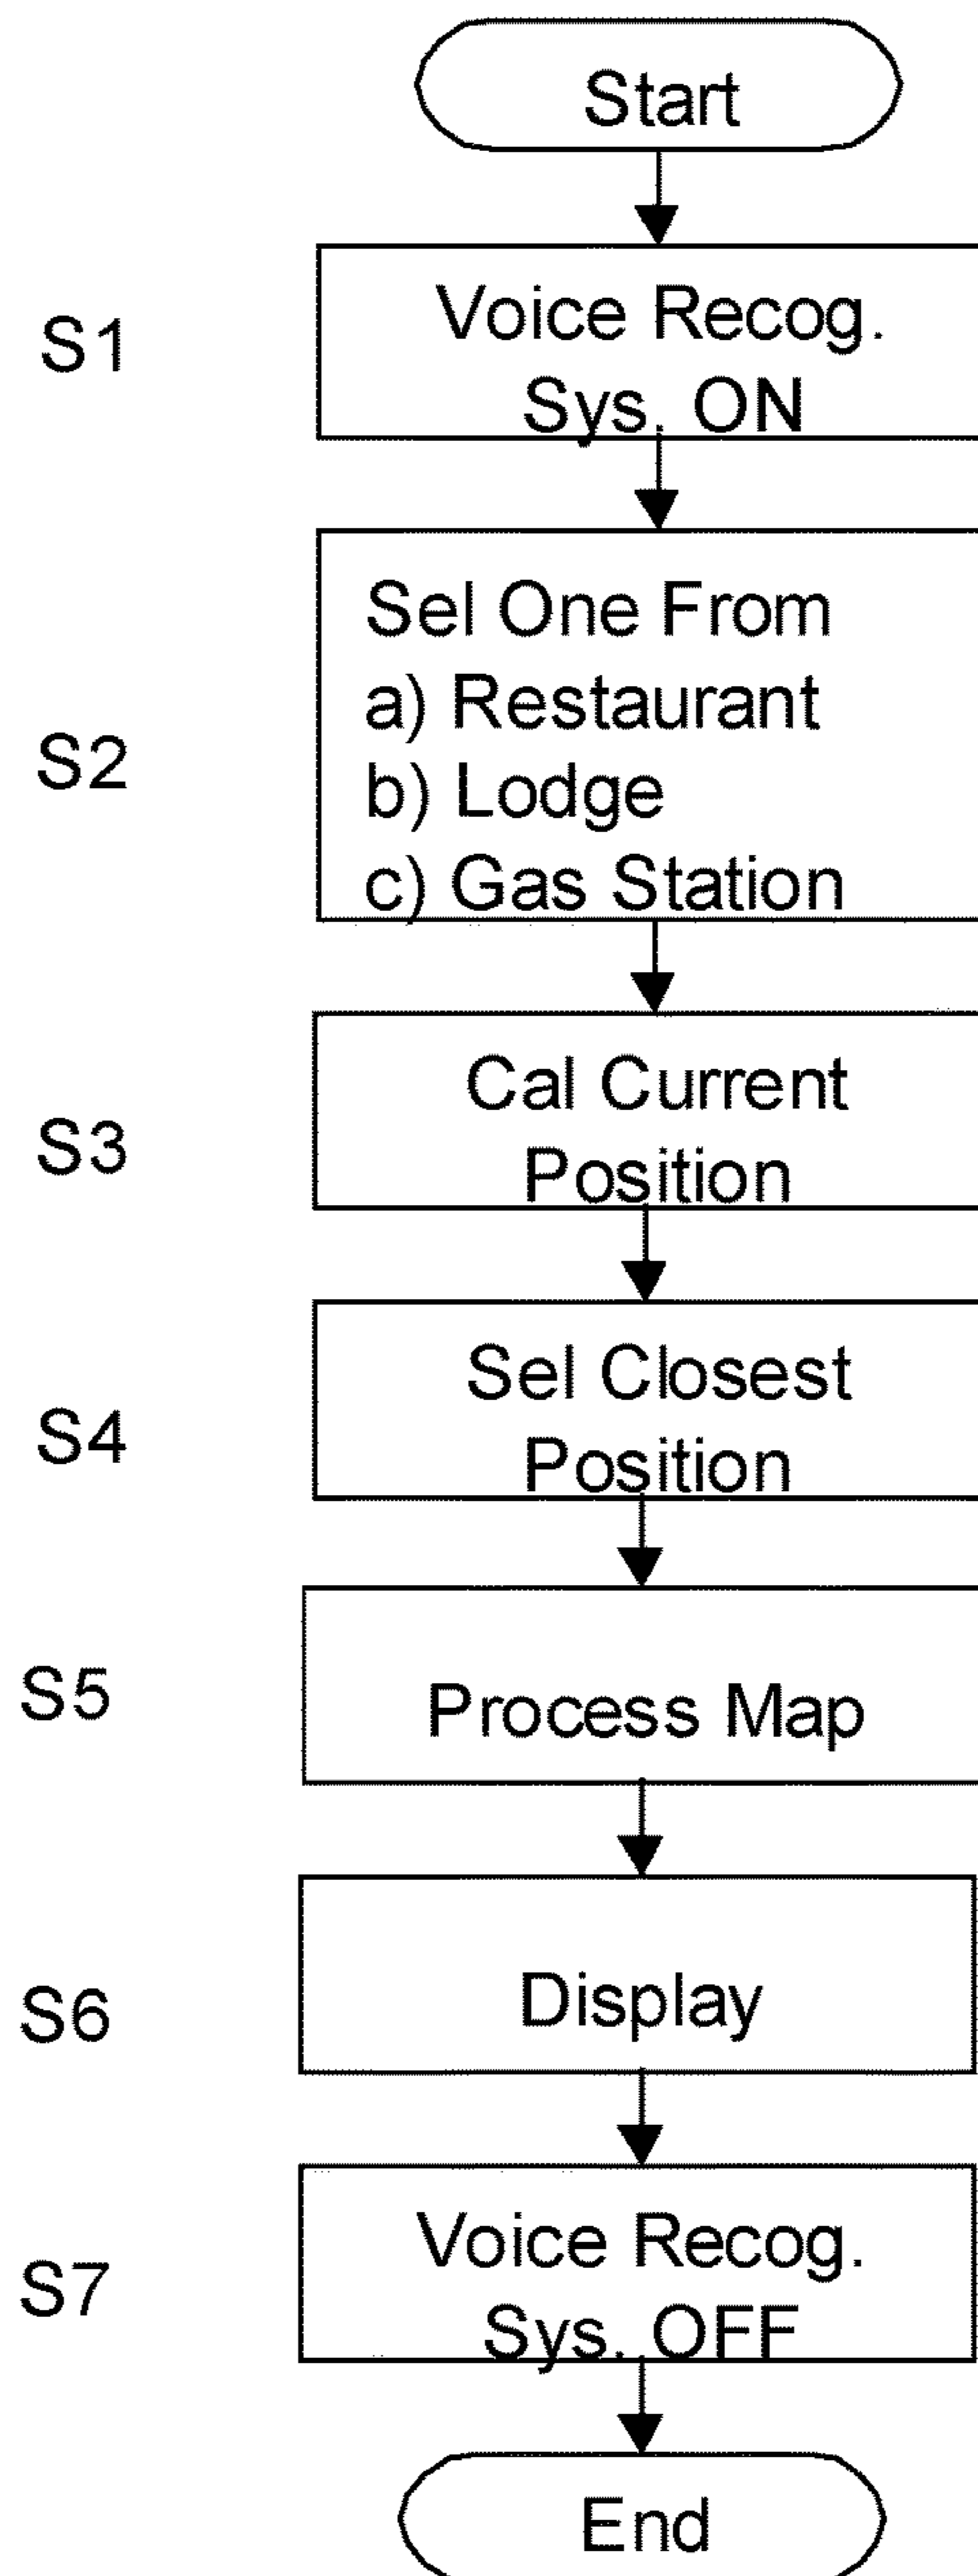 Start
S1
Voice Recog.
Sys. ON
S2
Sel One From
a) Restaurant
b) Lodge
c) Gas Station
S3
Cal Current
Position
S4
Sel Closest
Position
S5
Process Map
S6
Display
S7
Voice Recog.
Sys. OFF
End